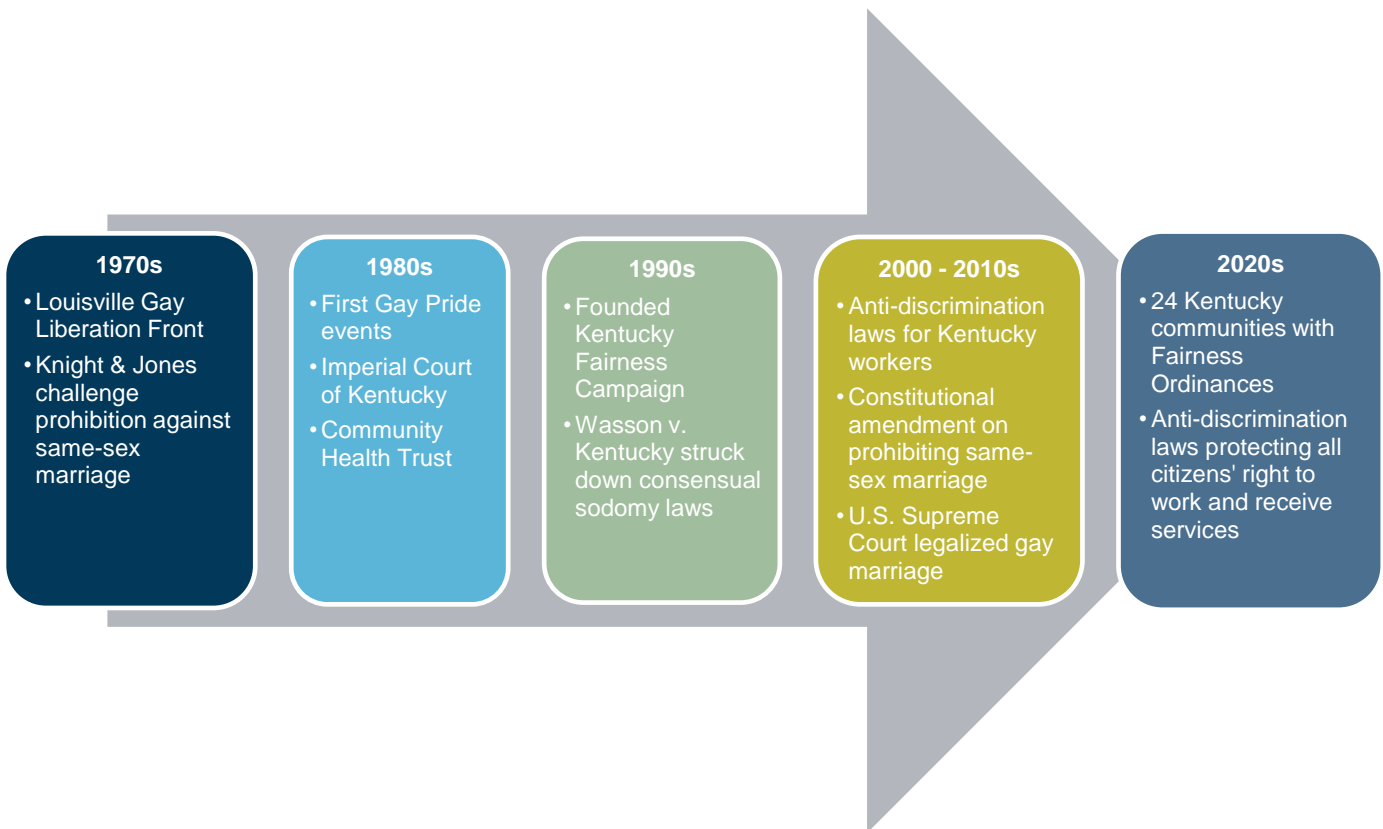 1970s
• Louisville Gay
Liberation Front
• Knight & Jones
challenge
prohibition against
same-sex
marriage
1980s
• First Gay Pride
events
• Imperial Court
of Kentucky
• Community
Health Trust
1990s
• Founded
Kentucky
Fairness
Campaign
• Wasson v.
Kentucky struck
down consensual
sodomy laws
2000 - 2010s
• Anti-discrimination
laws for Kentucky
workers
• Constitutional
amendment on
prohibiting same-
sex marriage
• U.S. Supreme
Court legalized gay
marriage
2020s
• 24 Kentucky
communities with
Fairness
Ordinances
• Anti-discrimination
laws protecting all
citizens' right to
work and receive
services